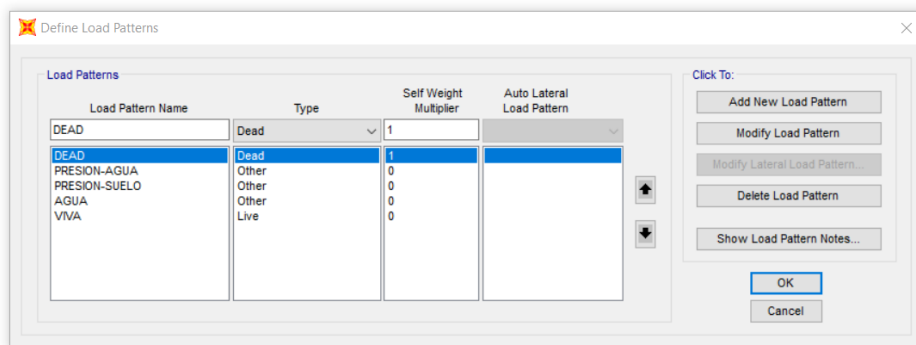 Define Load Patterns
Load Patterns
Click To:
Load Pattern Name Type Self Weight Multiplier Auto Lateral Load Pattern
DEAD Dead 1
DEAD Dead 1
PRESION-AGUA Other 0
PRESION-SUELO Other 0
AGUA Other 0
VIVA Live 0
Add New Load Pattern
Modify Load Pattern
Modify Lateral Load Pattern...
Delete Load Pattern
Show Load Pattern Notes...
OK
Cancel